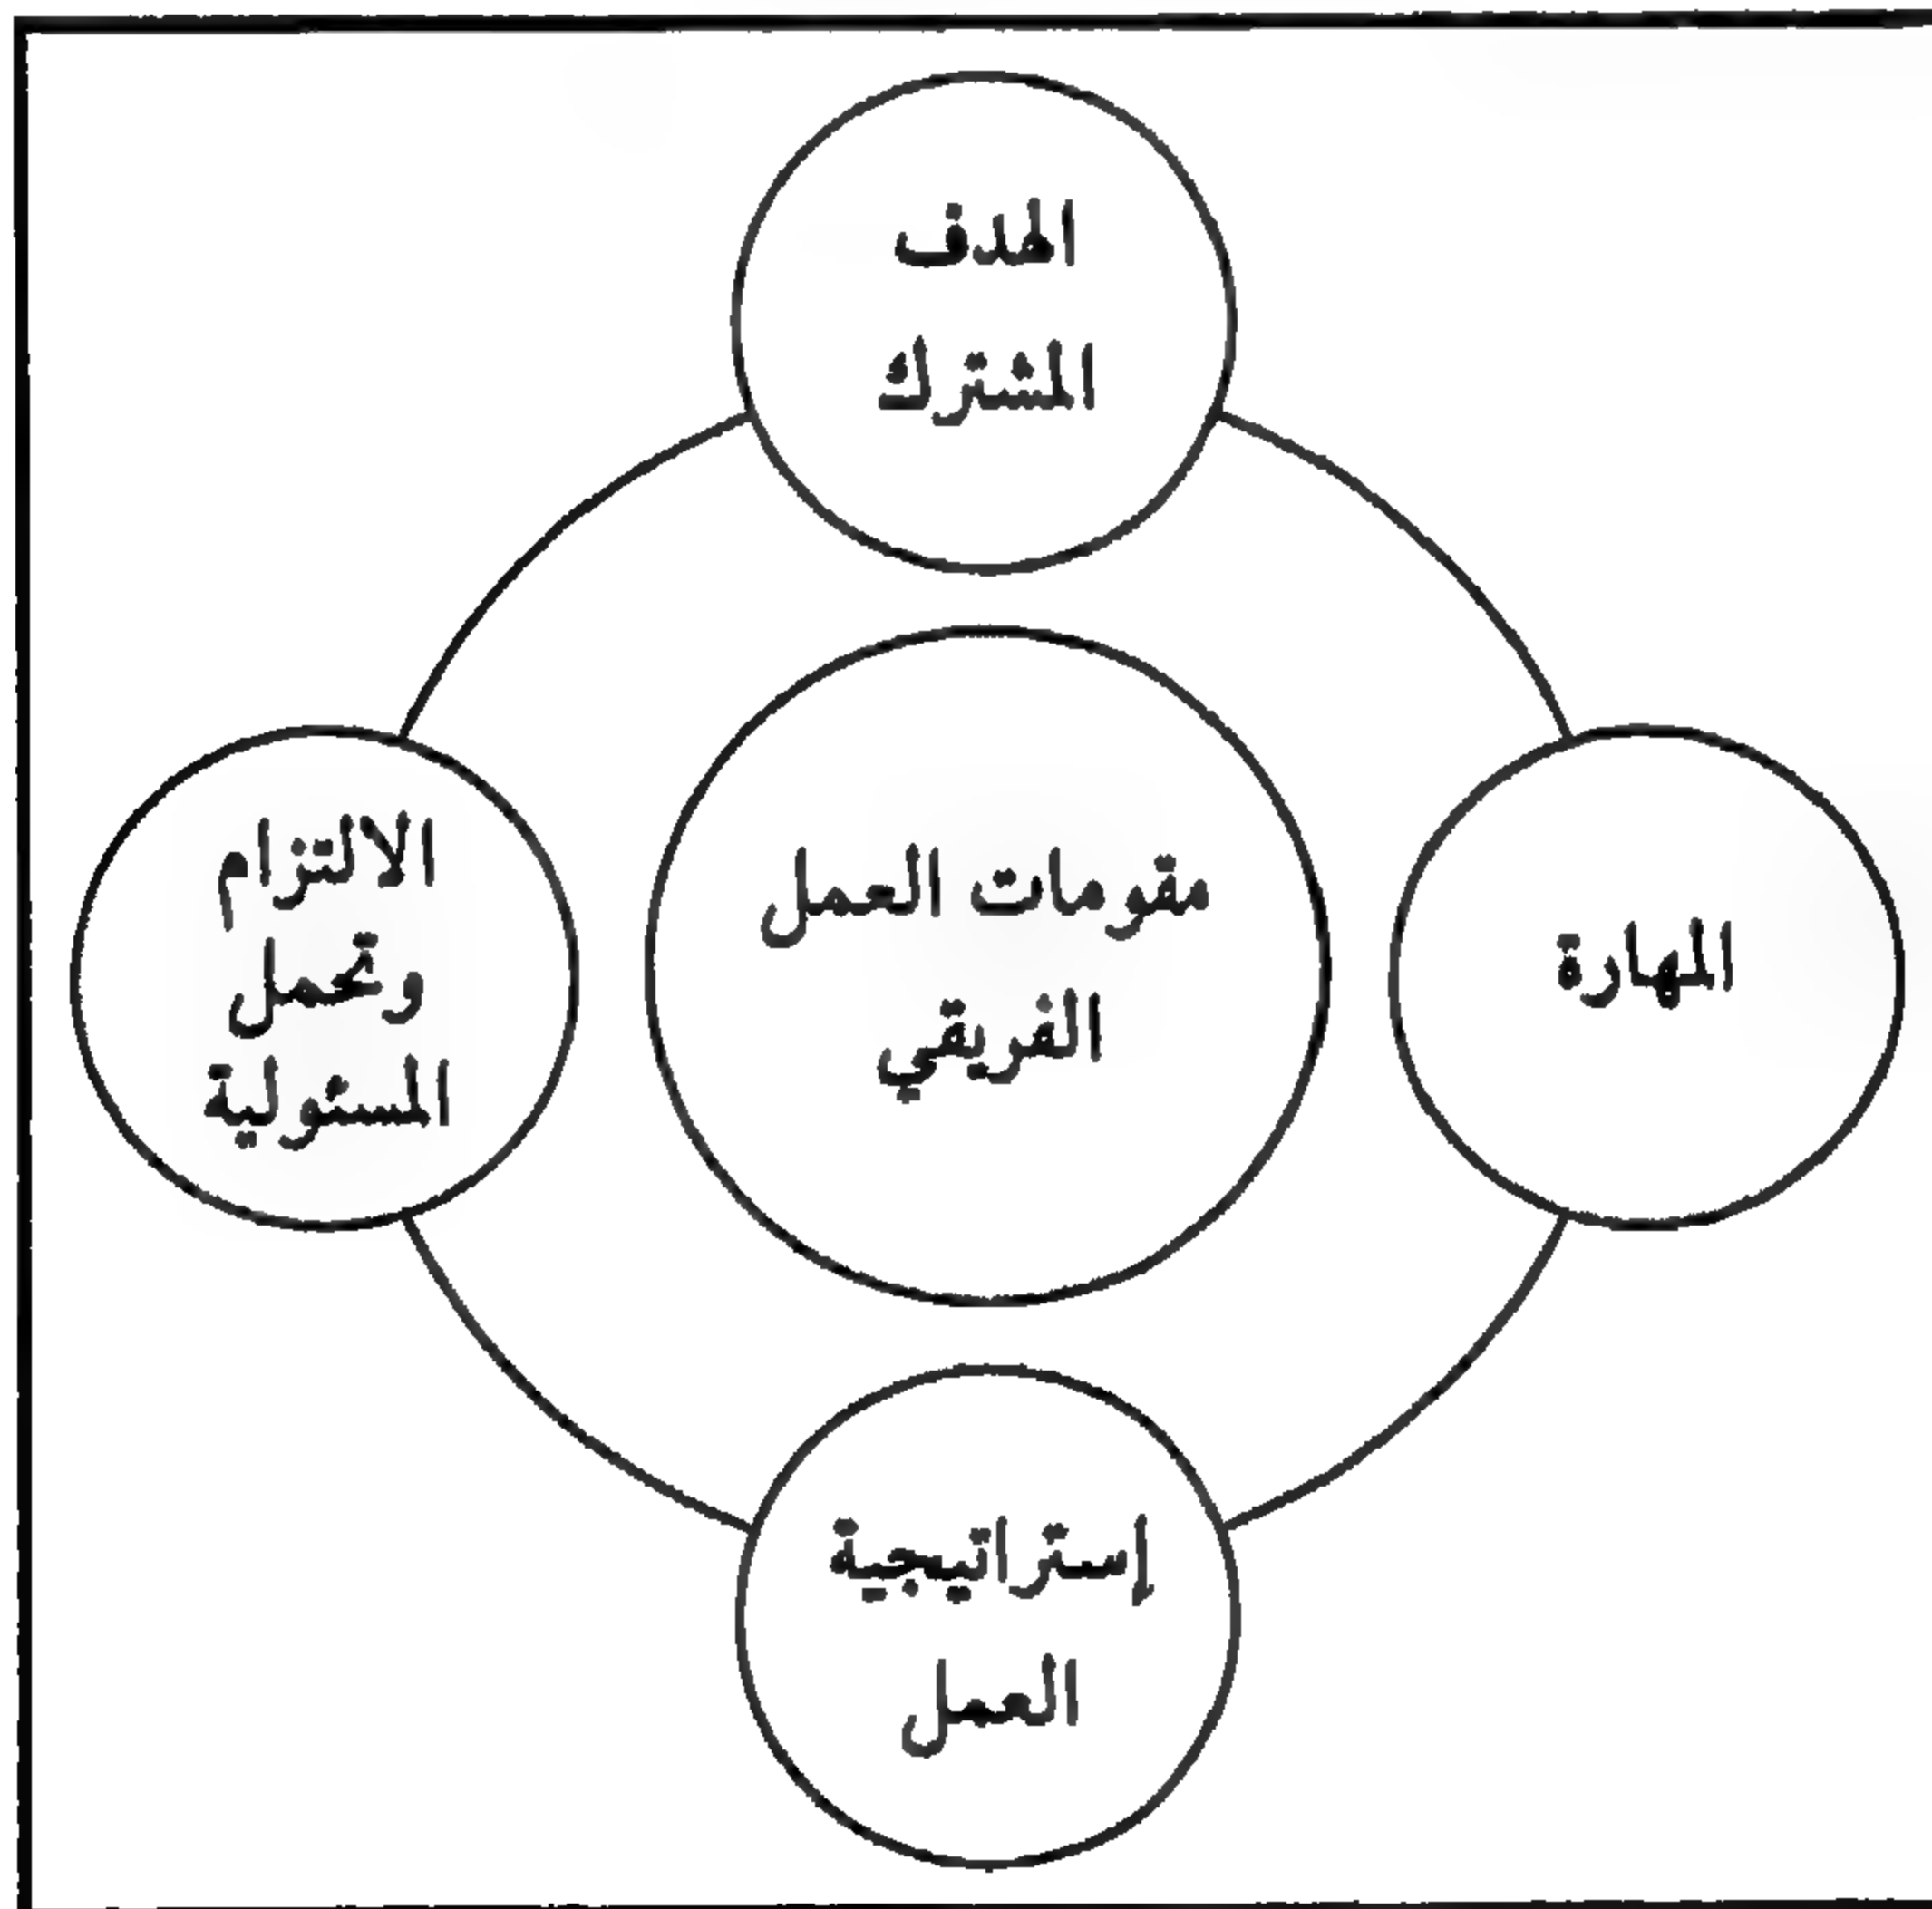 الهدف
المشترك
المهارة
مقومات العمل
الفريقي
الالتزام
وتحمل
المسئولية
إستراتيجية
العمل